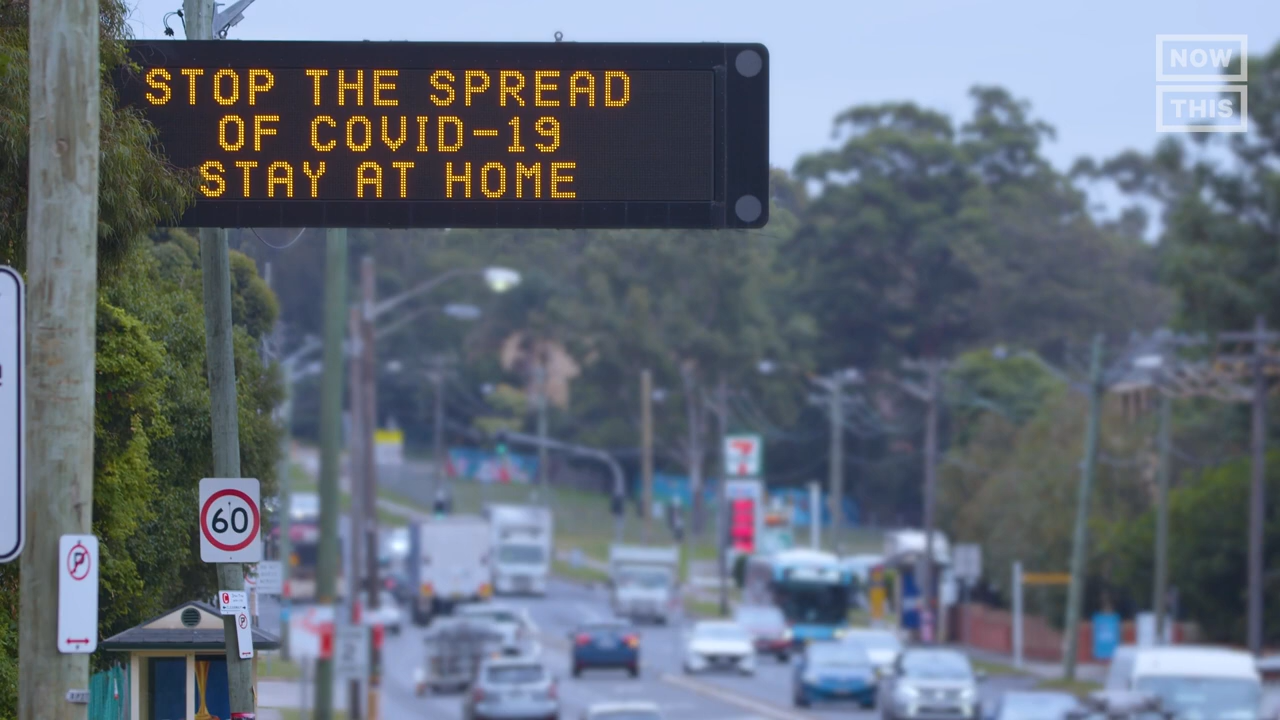 STOP THE SPREAD
OF COVID-19
STAY AT HOME
NOW
THIS
60
P